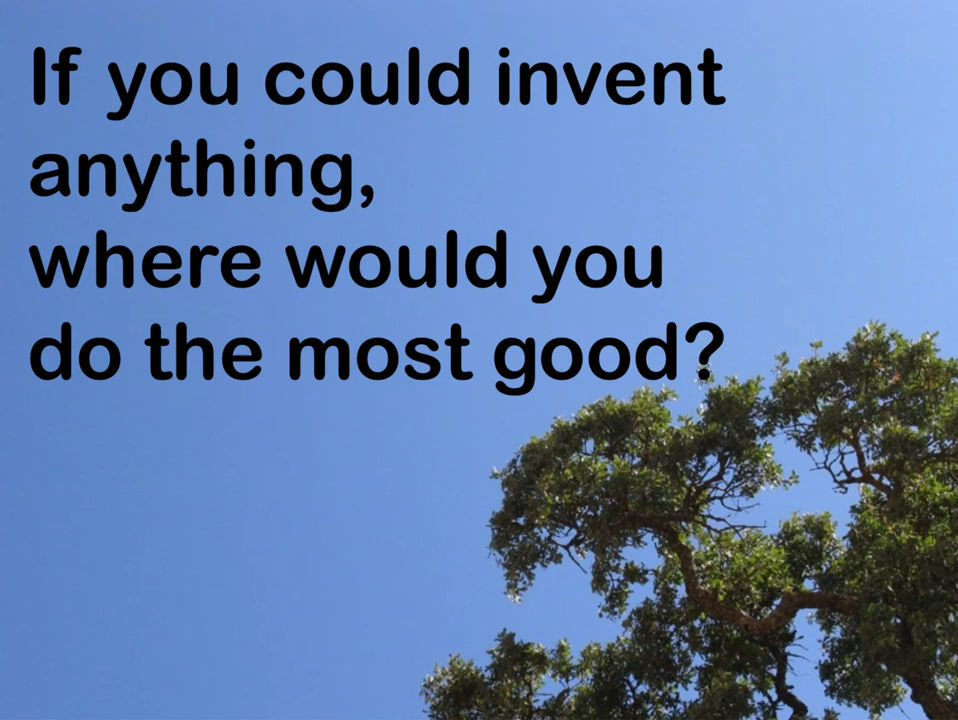 If you could invent
anything,
where would you
do the most good?